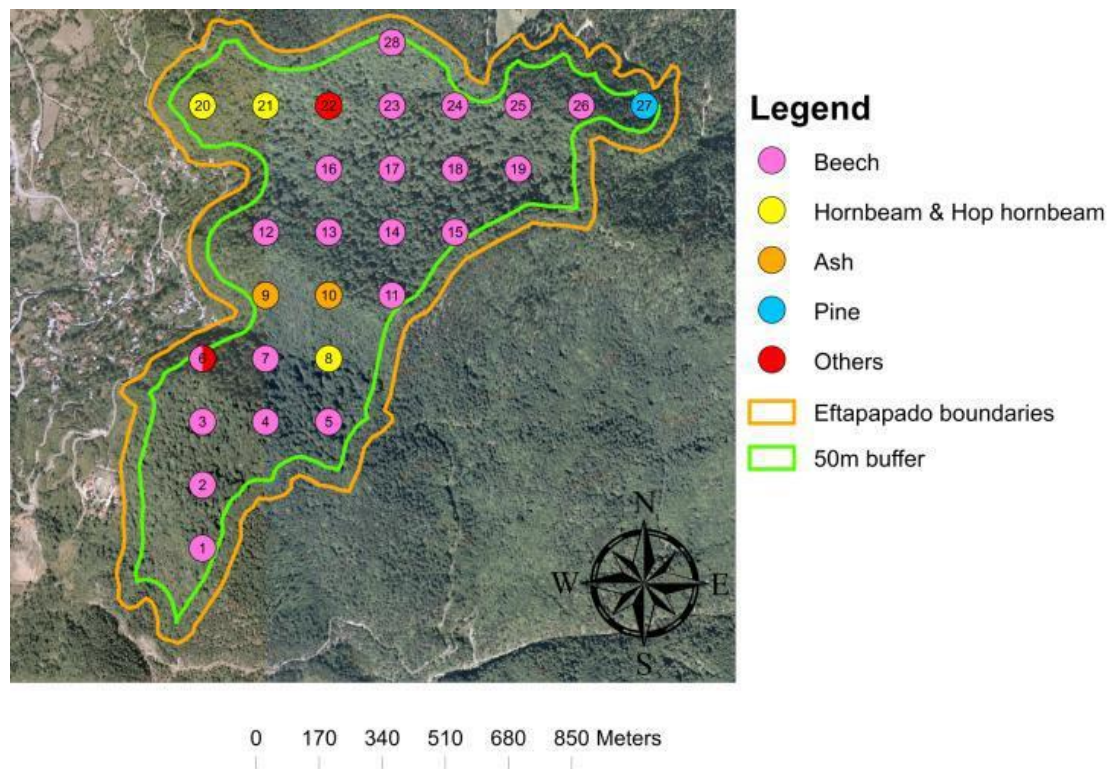 28
20 21 22 23 24 25 26 27
16 17 18 19
12 13 14 15
9 10 11
6 7 8
3 4 5
2
1
N
W E
S
Legend
Beech
Hornbeam & Hop hornbeam
Ash
Pine
Others
Eftapapado boundaries
50m buffer
0 170 340 510 680 850 Meters